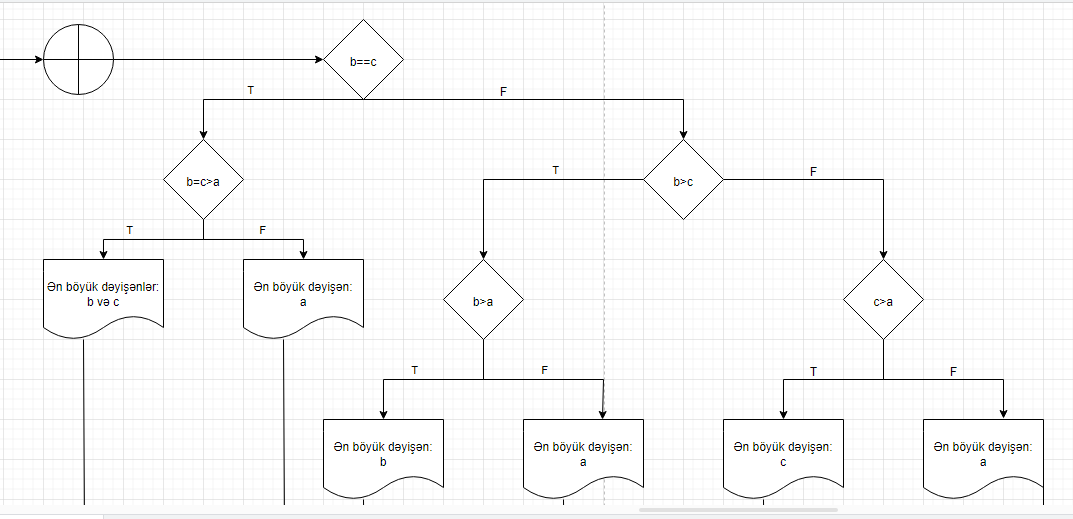 b==c
T
F
b=c>a
T
F
b>c
T
F
Ən böyük dəyişənlər:
b və c
Ən böyük dəyişən:
a
b>a
c>a
T
F
T
F
Ən böyük dəyişən:
b
Ən böyük dəyişən:
a
Ən böyük dəyişən:
c
Ən böyük dəyişən:
a